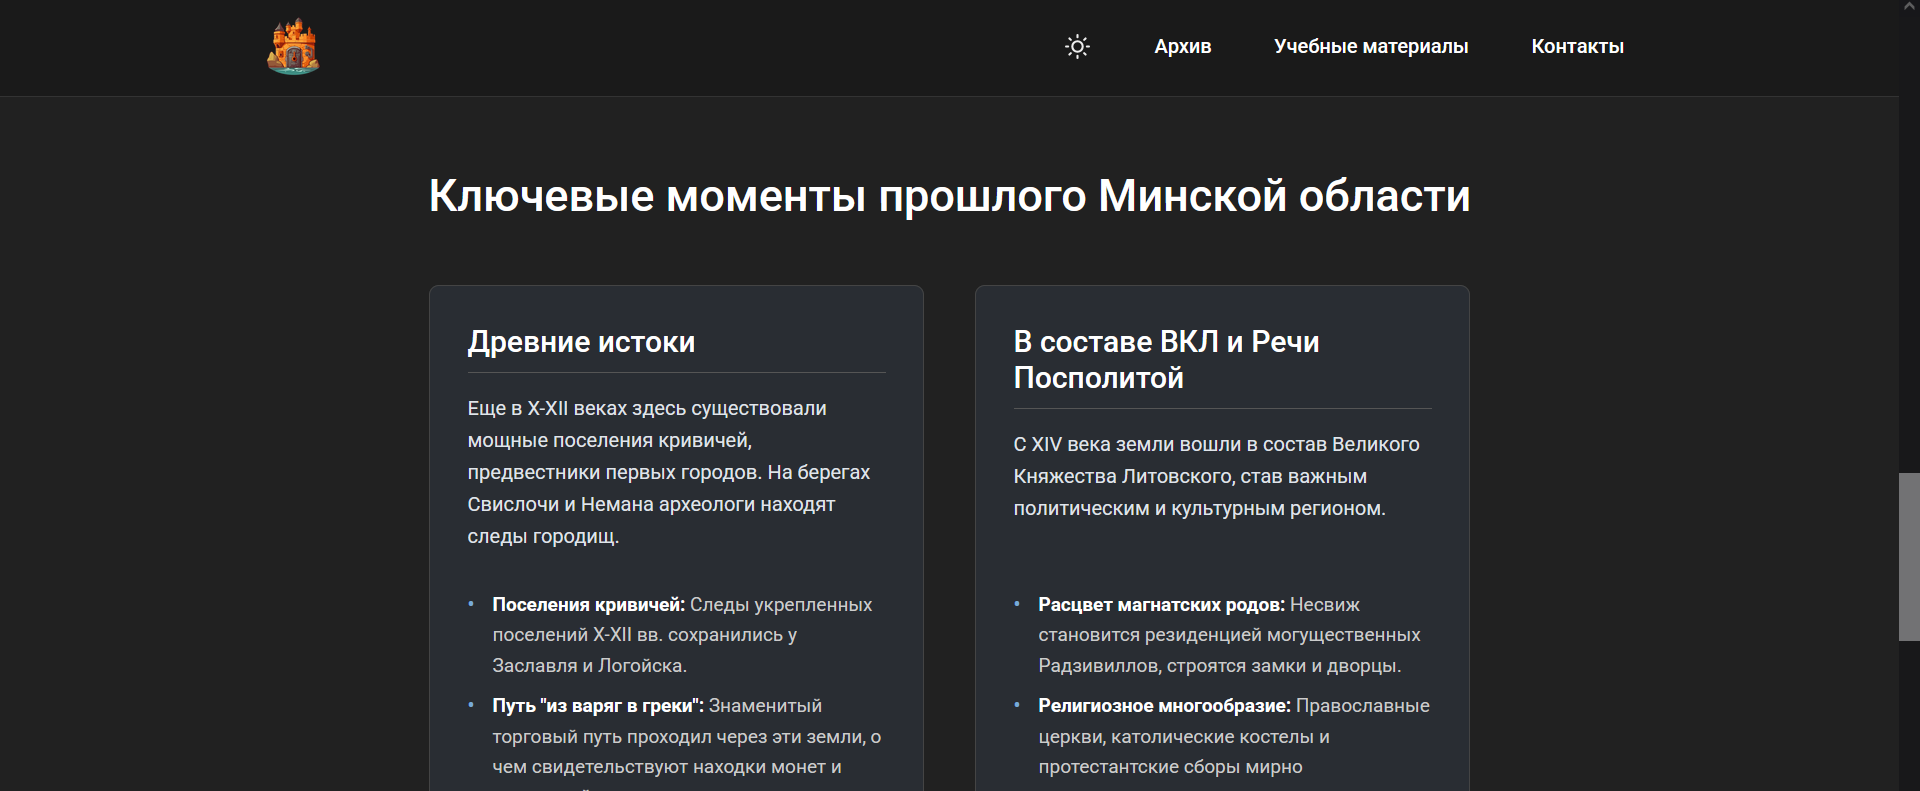 Архив
Учебные материалы
Контакты
Ключевые моменты прошлого Минской области
Древние истоки
Еще в X-XII веках здесь существовали
мощные поселения кривичей,
предвестники первых городов. На берегах
Свислочи и Немана археологи находят
следы городищ.
• Поселения кривичей: Следы укрепленных
поселений X-XII вв. сохранились у
Заславля и Логойска.
• Путь "из варяг в греки": Знаменитый
торговый путь проходил через эти земли, о
чем свидетельствуют находки монет и
В составе ВКЛ и Речи
Посполитой
С XIV века земли вошли в состав Великого
Княжества Литовского, став важным
политическим и культурным регионом.
• Расцвет магнатских родов: Несвиж
становится резиденцией могущественных
Радзивиллов, строятся замки и дворцы.
• Религиозное многообразие: Православные
церкви, католические костелы и
протестантские сборы мирно